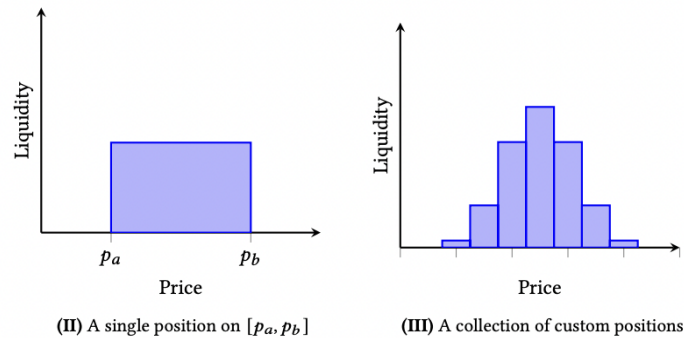 Liquidity
p_a
p_b
Price
(II) A single position on [p_a, p_b]
Liquidity
Price
(III) A collection of custom positions